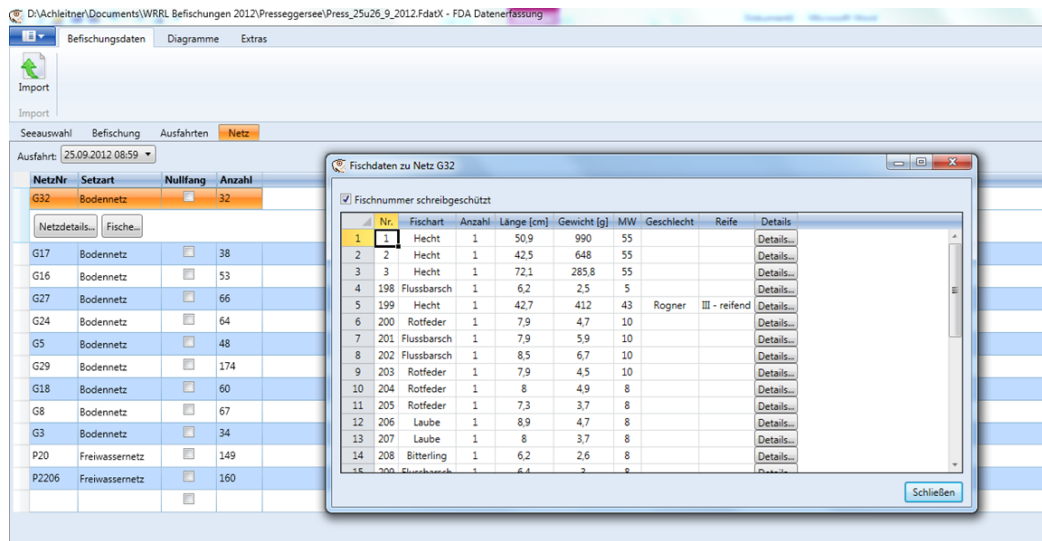 D:\Achleitner\Documents\WRRL Befischungen 2012\Presseggersee\Press_25u26_9_2012.FdatX - FDA Datenerfassung
Befischungsdaten Diagramme Extras
Import
Import
Seeauswahl Befischung Ausfahrten Netz
Ausfahrt: 25.09.2012 08:59
NetzNr Setzart Nullfang Anzahl
G32 Bodennetz 32
Netzdetails... Fische...
G17 Bodennetz 38
G16 Bodennetz 53
G27 Bodennetz 66
G24 Bodennetz 64
G5 Bodennetz 48
G29 Bodennetz 174
G18 Bodennetz 60
G8 Bodennetz 67
G3 Bodennetz 34
P20 Freiwassernetz 149
P2206 Freiwassernetz 160
Fischdaten zu Netz G32
Fischnummer schreibgeschützt
Nr. Fischart Anzahl Länge [cm] Gewicht [g] MW Geschlecht Reife Details
1 1 Hecht 1 50,9 990 55 Details...
2 2 Hecht 1 42,5 648 55 Details...
3 3 Hecht 1 72,1 285,8 55 Details...
4 198 Flussbarsch 1 6,2 2,5 5 Details...
5 199 Hecht 1 42,7 412 43 Rogner III - reifend Details...
6 200 Rotfeder 1 7,9 4,7 10 Details...
7 201 Flussbarsch 1 7,9 5,9 10 Details...
8 202 Flussbarsch 1 8,5 6,7 10 Details...
9 203 Rotfeder 1 7,9 4,5 10 Details...
10 204 Rotfeder 1 8 4,9 8 Details...
11 205 Rotfeder 1 7,3 3,7 8 Details...
12 206 Laube 1 8,9 4,7 8 Details...
13 207 Laube 1 8 3,7 8 Details...
14 208 Bitterling 1 6,2 2,6 8 Details...
15 209 Flussbarsch 1 6,4 3 8 Details...
Schließen